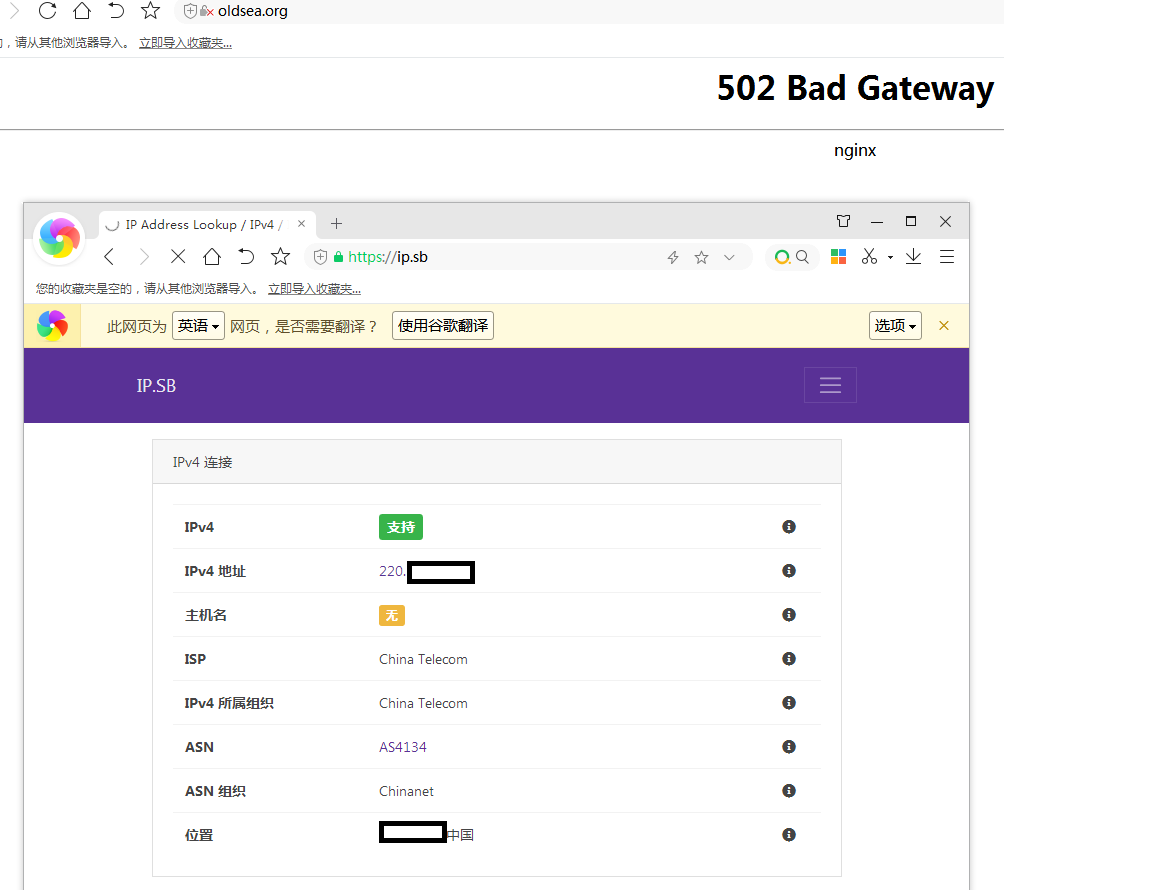 oldsea.org
，请从其他浏览器导入。 立即导入收藏夹...
502 Bad Gateway
nginx
IP Address Lookup / IPv4 /
https://ip.sb
您的收藏夹是空的，请从其他浏览器导入。 立即导入收藏夹...
此网页为 英语 网页，是否需要翻译？ 使用谷歌翻译 选项
IP.SB
IPv4 连接
IPv4 支持
IPv4 地址 220.
主机名 无
ISP China Telecom
IPv4 所属组织 China Telecom
ASN AS4134
ASN 组织 Chinanet
位置 中国